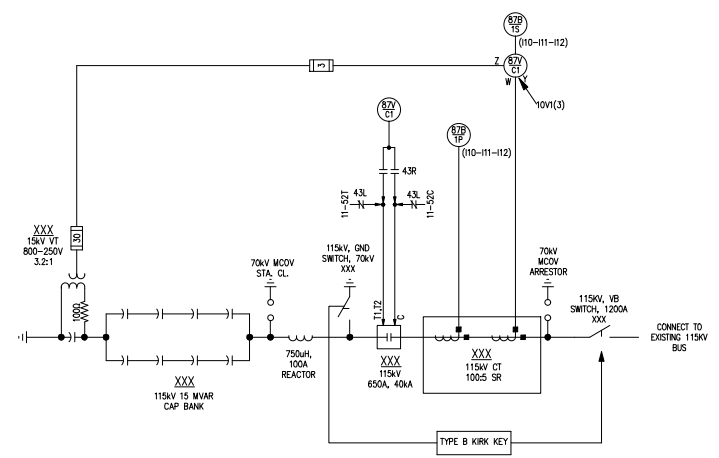 87B
1S
(I10-I11-I12)
3
Z
87V
C1
W
Y
10V1(3)
87V
C1
87B
1P
(I10-I11-I12)
43R
11-52T
43L
43L
11-52C
XXX
15kV VT
800-250V
3.2:1
30
100Ω
70kV MCOV
STA. CL.
115kV, GND
SWITCH, 70kV
XXX
T1,T2
C
70kV
MCOV
ARRESTOR
115KV, VB
SWITCH, 1200A
XXX
CONNECT TO
EXISTING 115KV
BUS
750uH,
100A
REACTOR
XXX
115kV
650A, 40kA
XXX
115kV CT
100:5 SR
XXX
115kV 15 MVAR
CAP BANK
TYPE B KIRK KEY